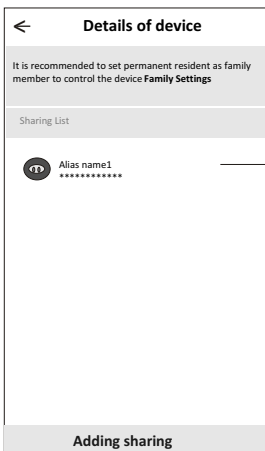 Details of device
It is recommended to set permanent resident as family
member to control the device Family Settings
Sharing List
Alias name1
************
Adding sharing